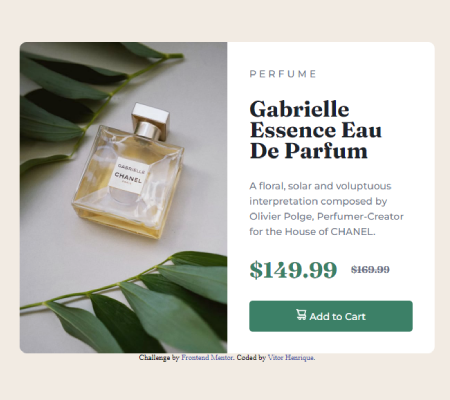 PERFUME
Gabrielle
Essence Eau
De Parfum
A floral, solar and voluptuous
interpretation composed by
Olivier Polge, Perfumer-Creator
for the House of CHANEL.
$149.99 $169.99
Add to Cart
GABRIELLE
CHANEL
Challenge by Frontend Mentor. Coded by Vitor Henrique.